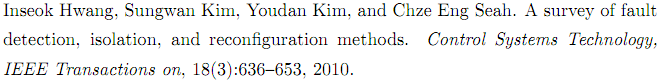 Inseok Hwang, Sungwan Kim, Youdan Kim, and Chze Eng Seah. A survey of fault
detection, isolation, and reconfiguration methods. Control Systems Technology,
IEEE Transactions on, 18(3):636–653, 2010.